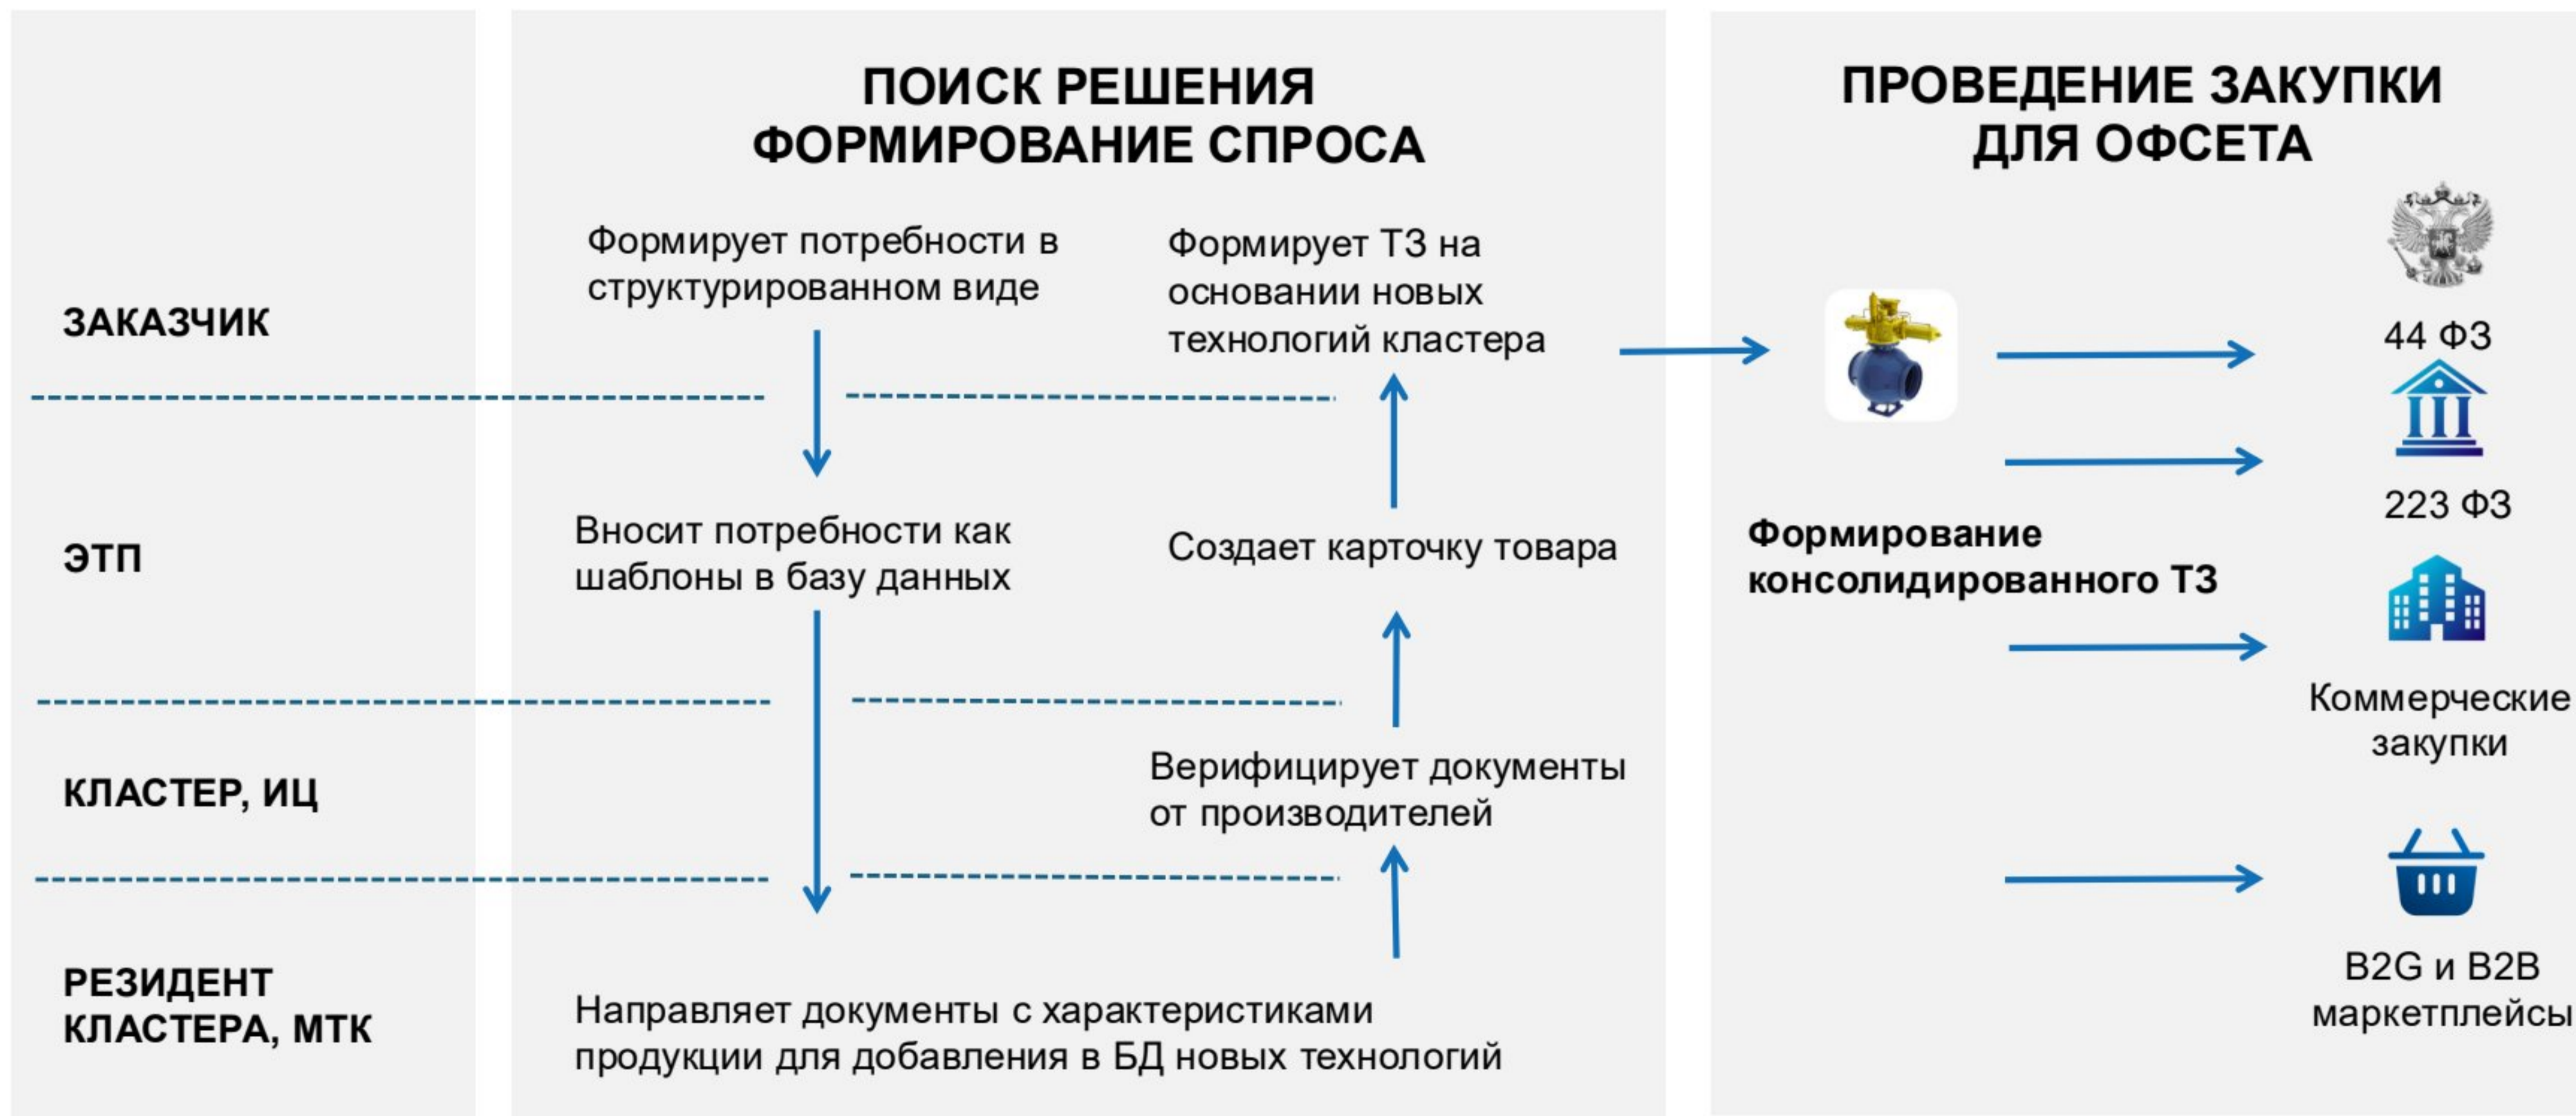 ПОИСК РЕШЕНИЯ
ФОРМИРОВАНИЕ СПРОСА
ПРОВЕДЕНИЕ ЗАКУПКИ
ДЛЯ ОФСЕТА
ЗАКАЗЧИК
Формирует потребности в
структурированном виде
Формирует ТЗ на
основании новых
технологий кластера
44 ФЗ
ЭТП
Вносит потребности как
шаблоны в базу данных
Создает карточку товара
Формирование
консолидированного ТЗ
223 ФЗ
КЛАСТЕР, ИЦ
Верифицирует документы
от производителей
Коммерческие
закупки
РЕЗИДЕНТ
КЛАСТЕРА, МТК
Направляет документы с характеристиками
продукции для добавления в БД новых технологий
B2G и B2B
маркетплейсы